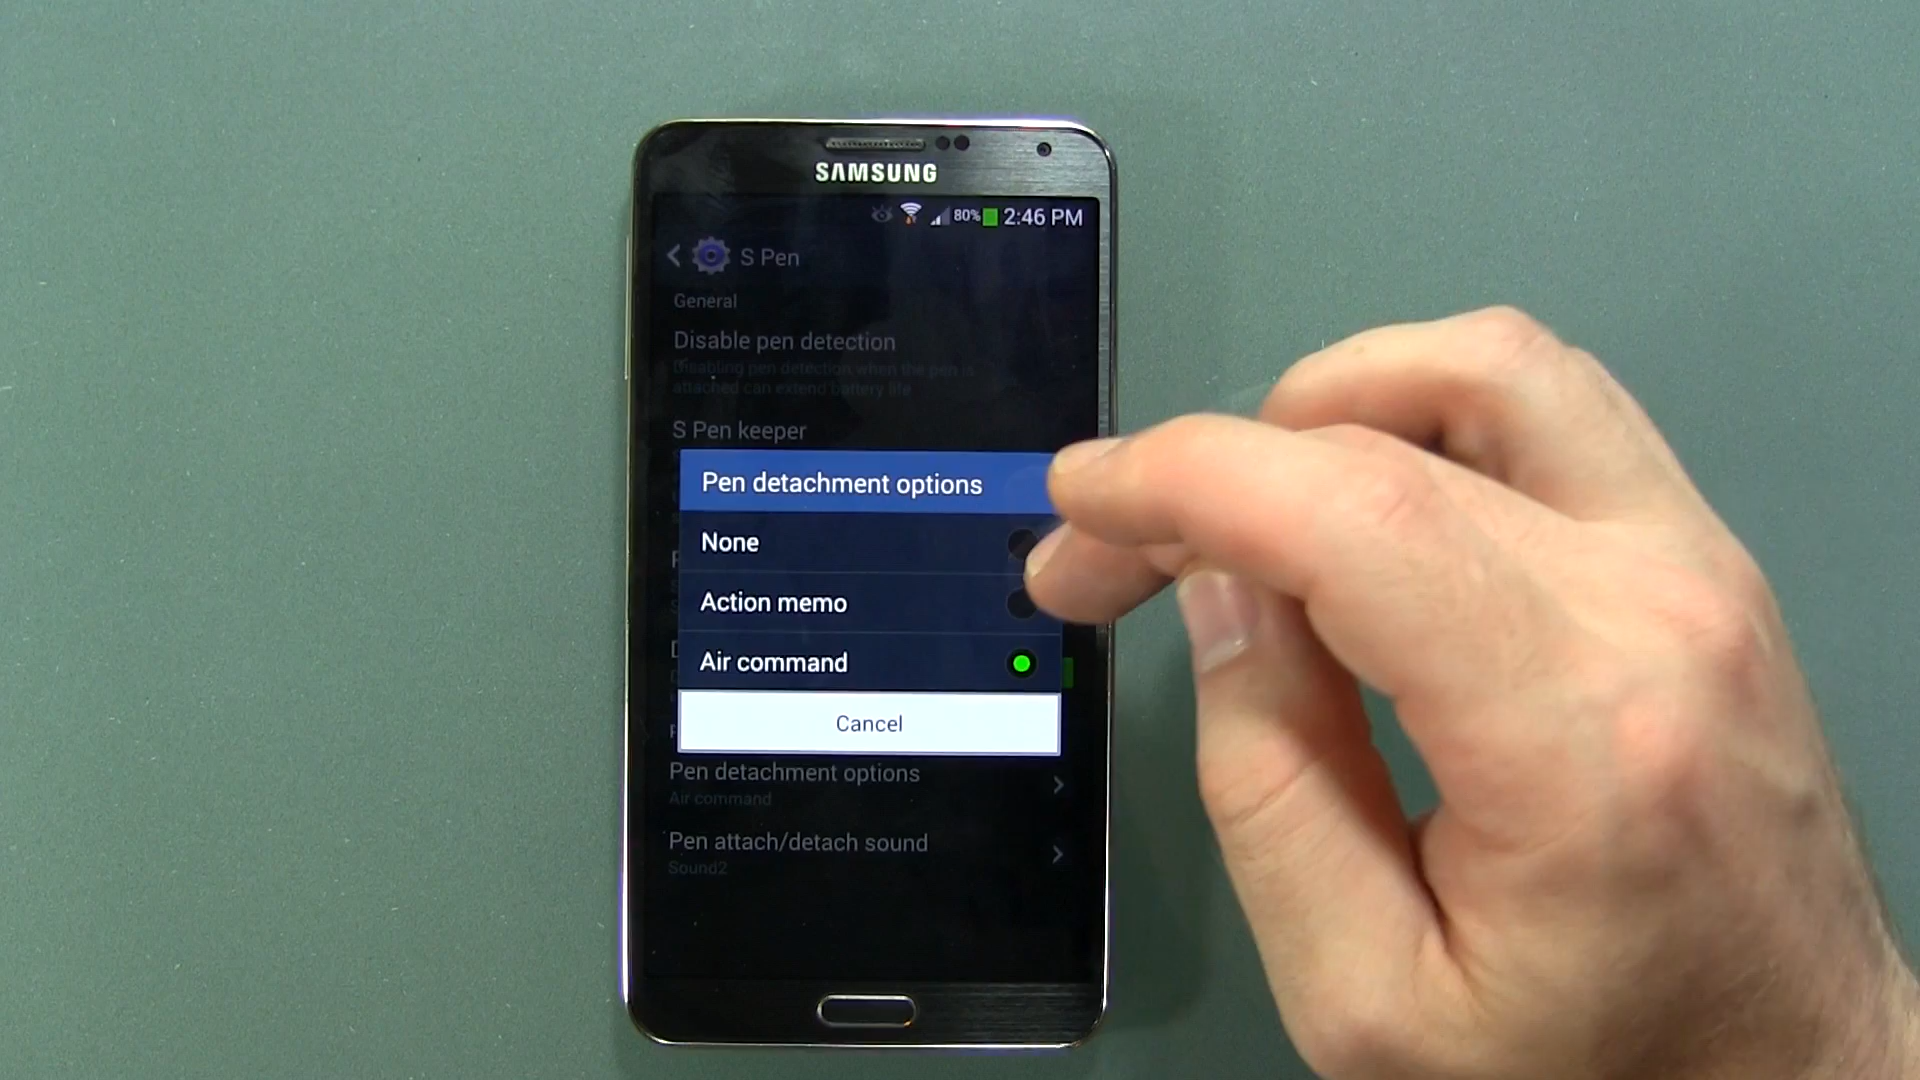 SAMSUNG
80% 2:46 PM
S Pen
General
Disable pen detection
Disabling pen detection when the pen is
attached can extend battery life
S Pen keeper
Pen detachment options
None
Action memo
Air command
Cancel
Pen detachment options
Air command
Pen attach/detach sound
Sound2